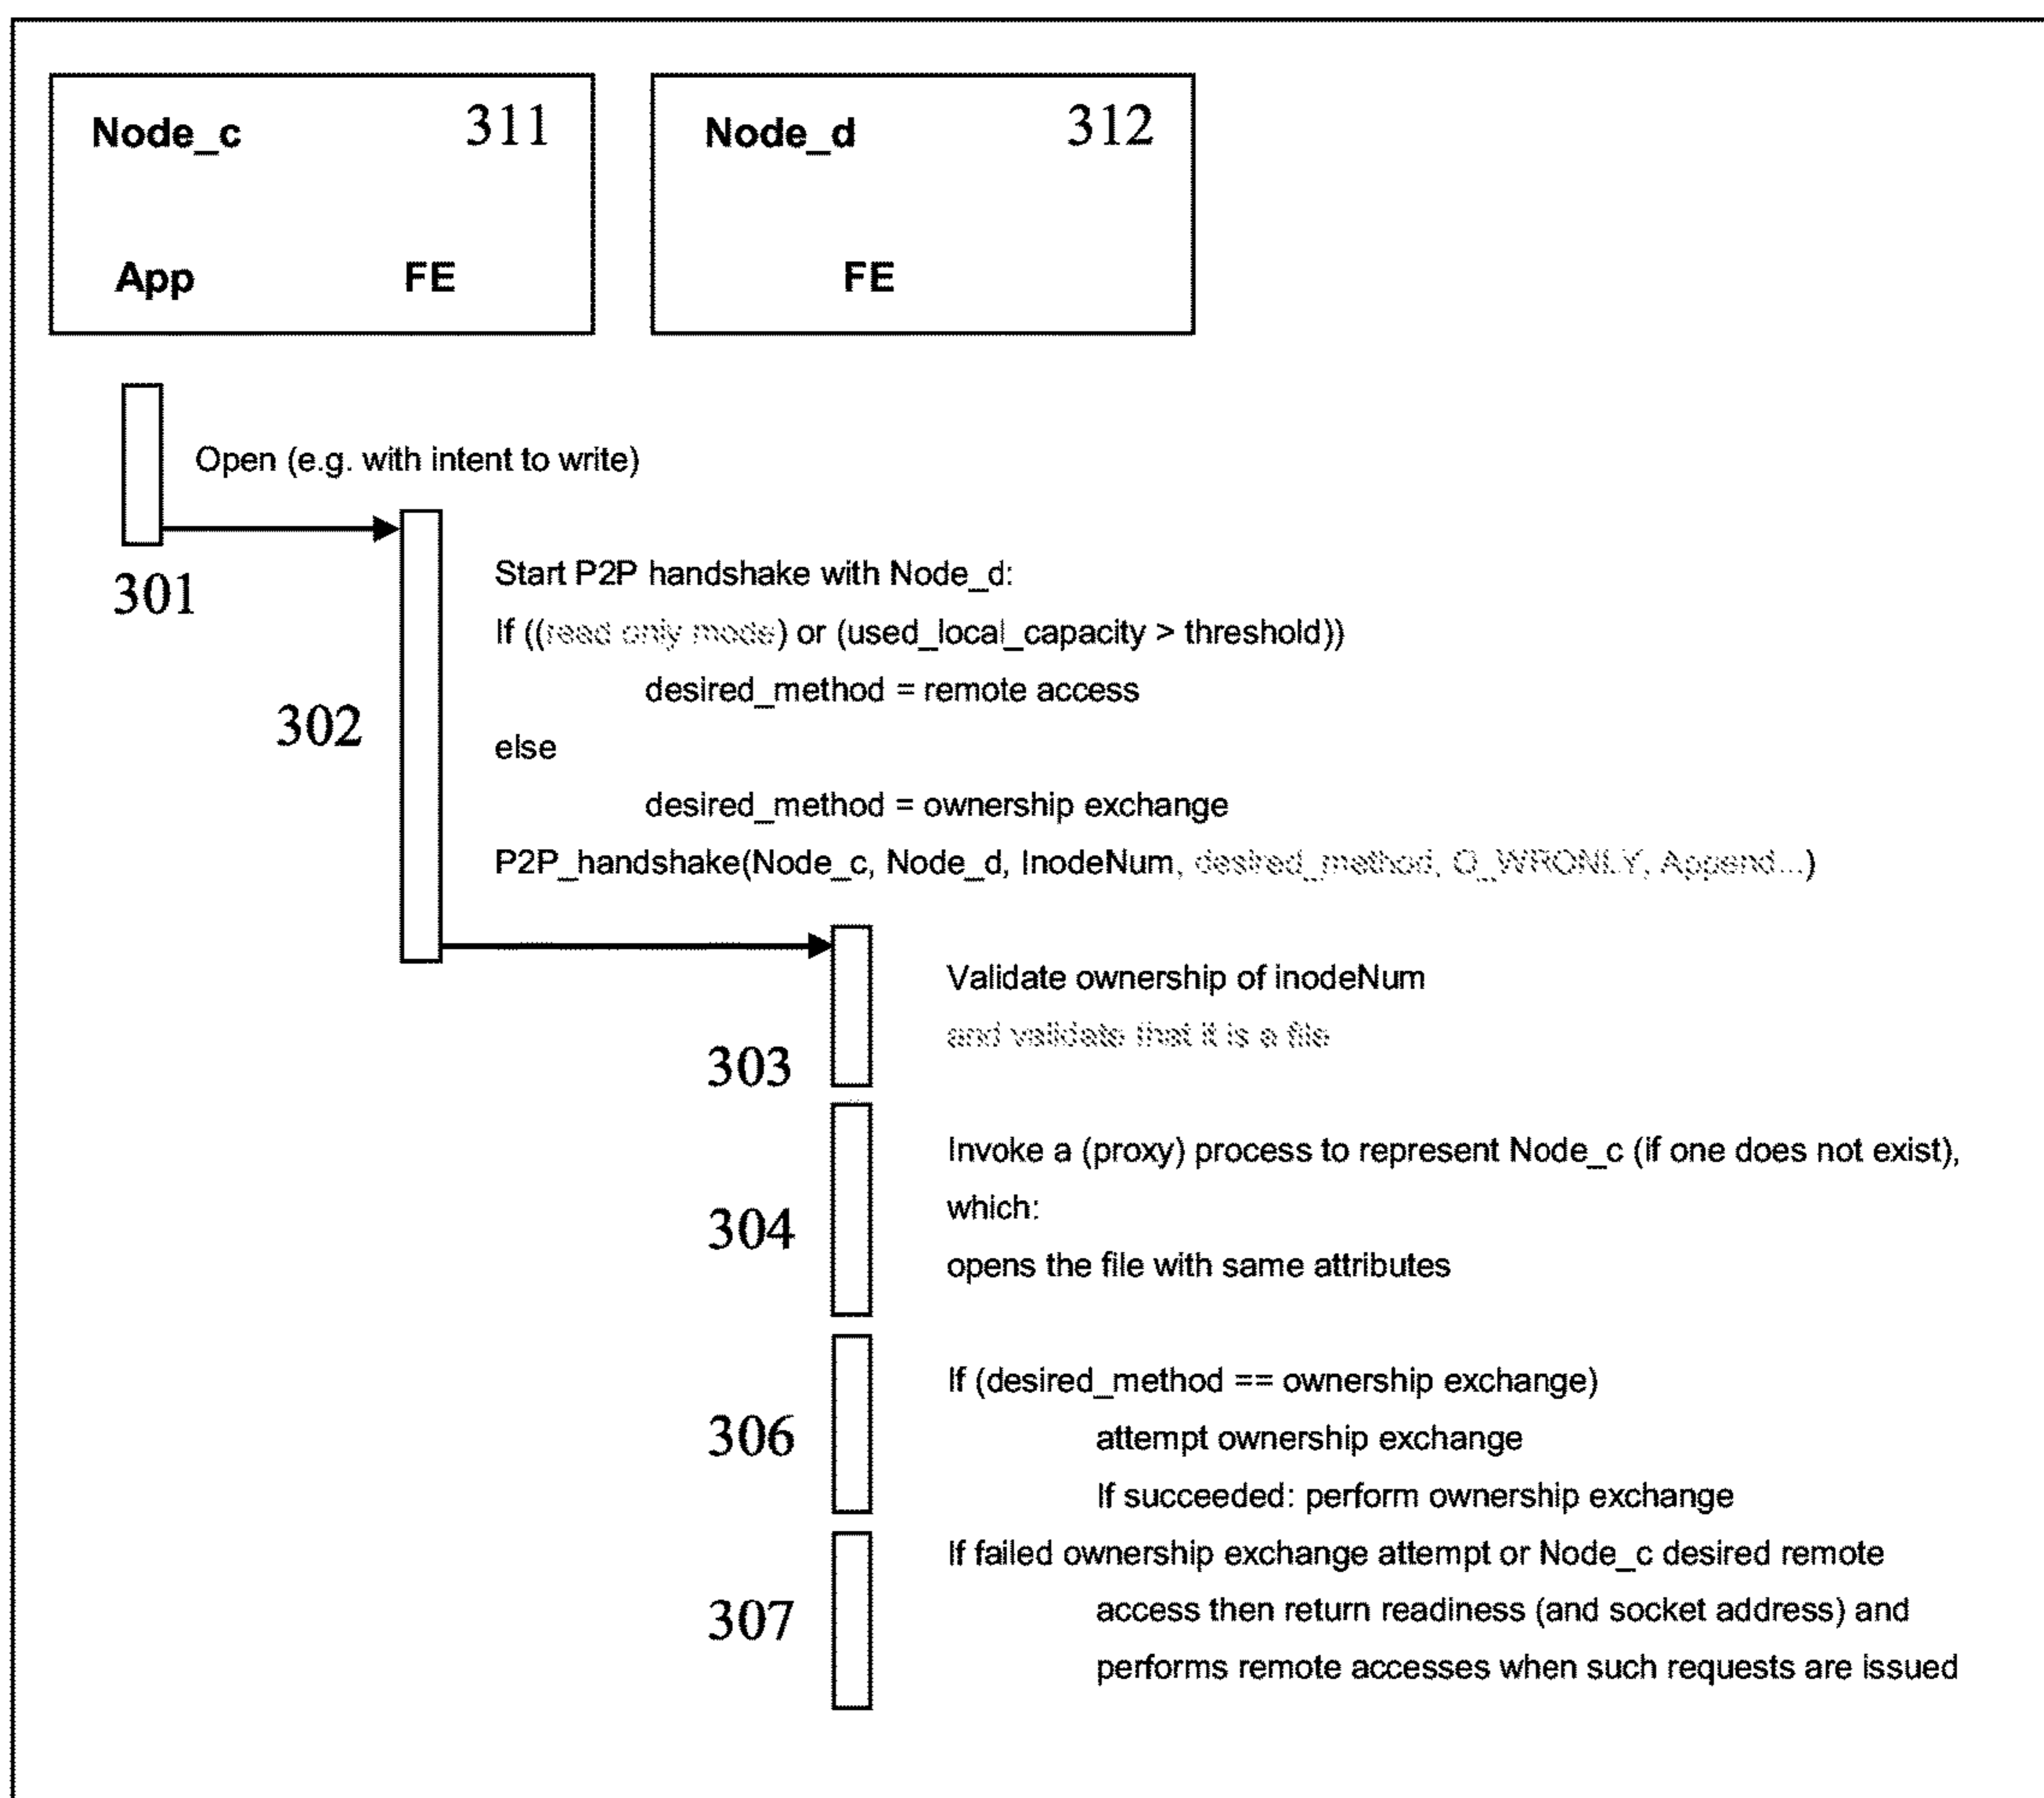 Node_c 311
App FE
Node_d 312
FE
Open (e.g. with intent to write)
301
Start P2P handshake with Node_d:
If ((read only mode) or (used_local_capacity > threshold))
desired_method = remote access
302
else
desired_method = ownership exchange
P2P_handshake(Node_c, Node_d, InodeNum, desired_method, O_WRONLY, Append...)
Validate ownership of inodeNum
and validate that it is a file
303
Invoke a (proxy) process to represent Node_c (if one does not exist),
which:
304
opens the file with same attributes
If (desired_method == ownership exchange)
306
attempt ownership exchange
If succeeded: perform ownership exchange
If failed ownership exchange attempt or Node_c desired remote
307
access then return readiness (and socket address) and
performs remote accesses when such requests are issued